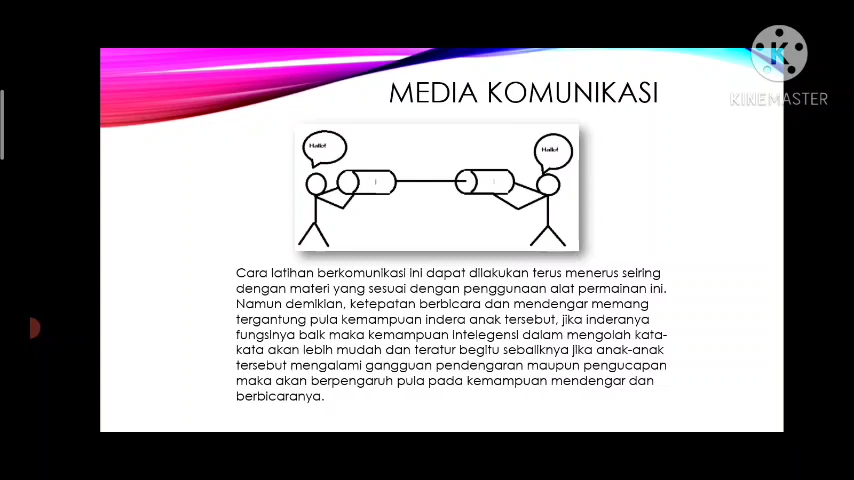 MEDIA KOMUNIKASI
K
KINEMASTER
Hallo!
Hallo!
Cara latihan berkomunikasi ini dapat dilakukan terus menerus seiring
dengan materi yang sesuai dengan penggunaan alat permainan ini.
Namun demikian, ketepatan berbicara dan mendengar memang
tergantung pula kemampuan indera anak tersebut, jika inderanya
fungsinya baik maka kemampuan intelegensi dalam mengolah kata-
kata akan lebih mudah dan teratur begitu sebaliknya jika anak-anak
tersebut mengalami gangguan pendengaran maupun pengucapan
maka akan berpengaruh pula pada kemampuan mendengar dan
berbicaranya.